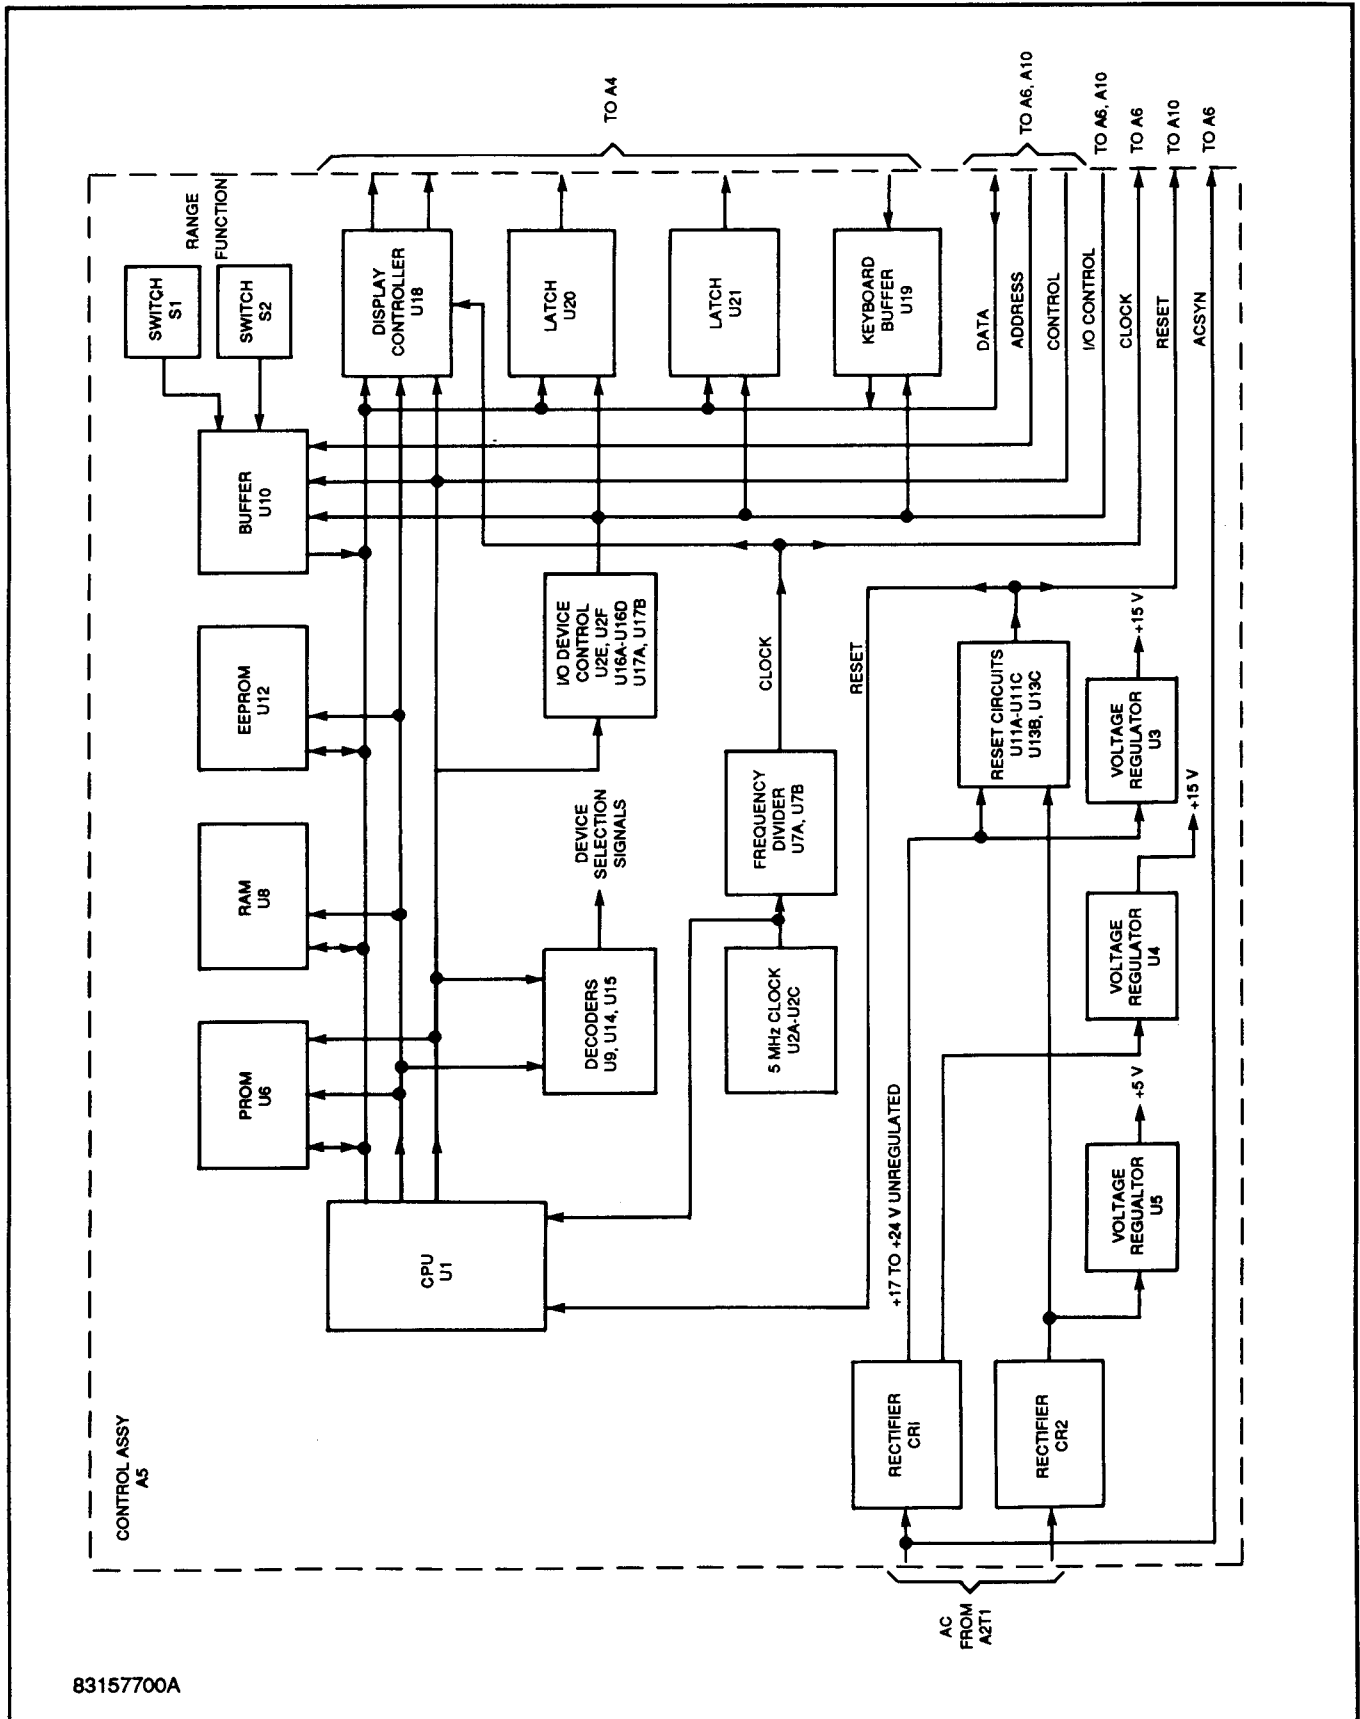 CONTROL ASSY
A5
SWITCH
S1
RANGE
SWITCH
S2
FUNCTION
PROM
U6
RAM
U8
EEPROM
U12
BUFFER
U10
CPU
U1
DISPLAY
CONTROLLER
U18
LATCH
U20
LATCH
U21
KEYBOARD
BUFFER
U19
TO A4
DECODERS
U9, U14, U15
DEVICE
SELECTION
SIGNALS
I/O DEVICE
CONTROL
U2E, U2F
U16A-U16D
U17A, U17B
5 MHz CLOCK
U2A-U2C
FREQUENCY
DIVIDER
U7A, U7B
CLOCK
RESET
DATA
ADDRESS
CONTROL
TO A6, A10
I/O CONTROL
TO A6, A10
CLOCK
TO A6
RESET
TO A10
ACSYN
TO A6
AC
FROM
A2T1
RECTIFIER
CRI
RECTIFIER
CR2
+17 TO +24 V UNREGULATED
RESET CIRCUITS
U11A-U11C
U13B, U13C
VOLTAGE
REGUALTOR
U5
+5 V
VOLTAGE
REGULATOR
U4
+15 V
VOLTAGE
REGULATOR
U3
+15 V
83157700A